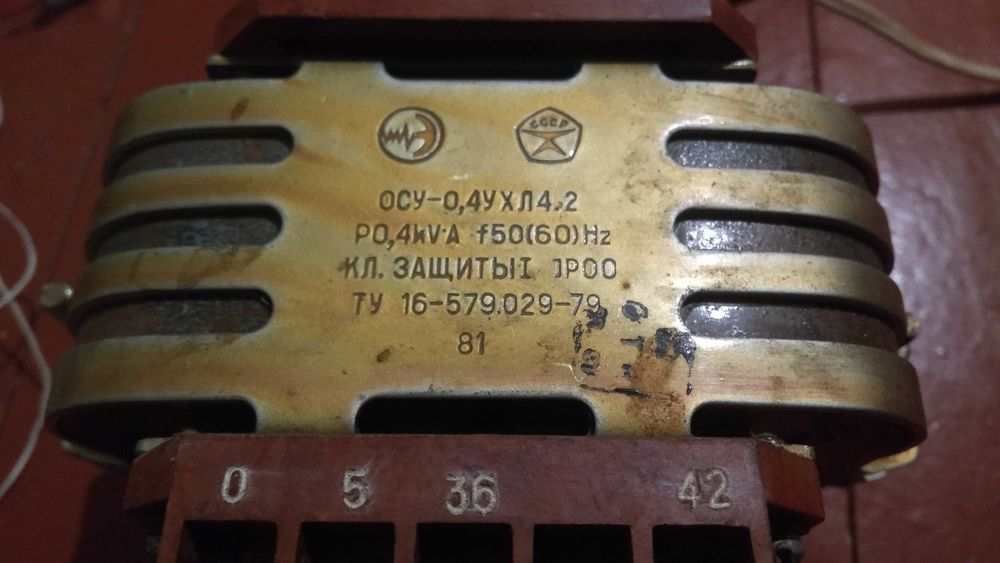 СССР
ОСУ-0,4УХЛ4.2
P0,4kV·A f50(60)Hz
КЛ. ЗАЩИТЫ I IP00
ТУ 16-579.029-79
81
0 5 36 42